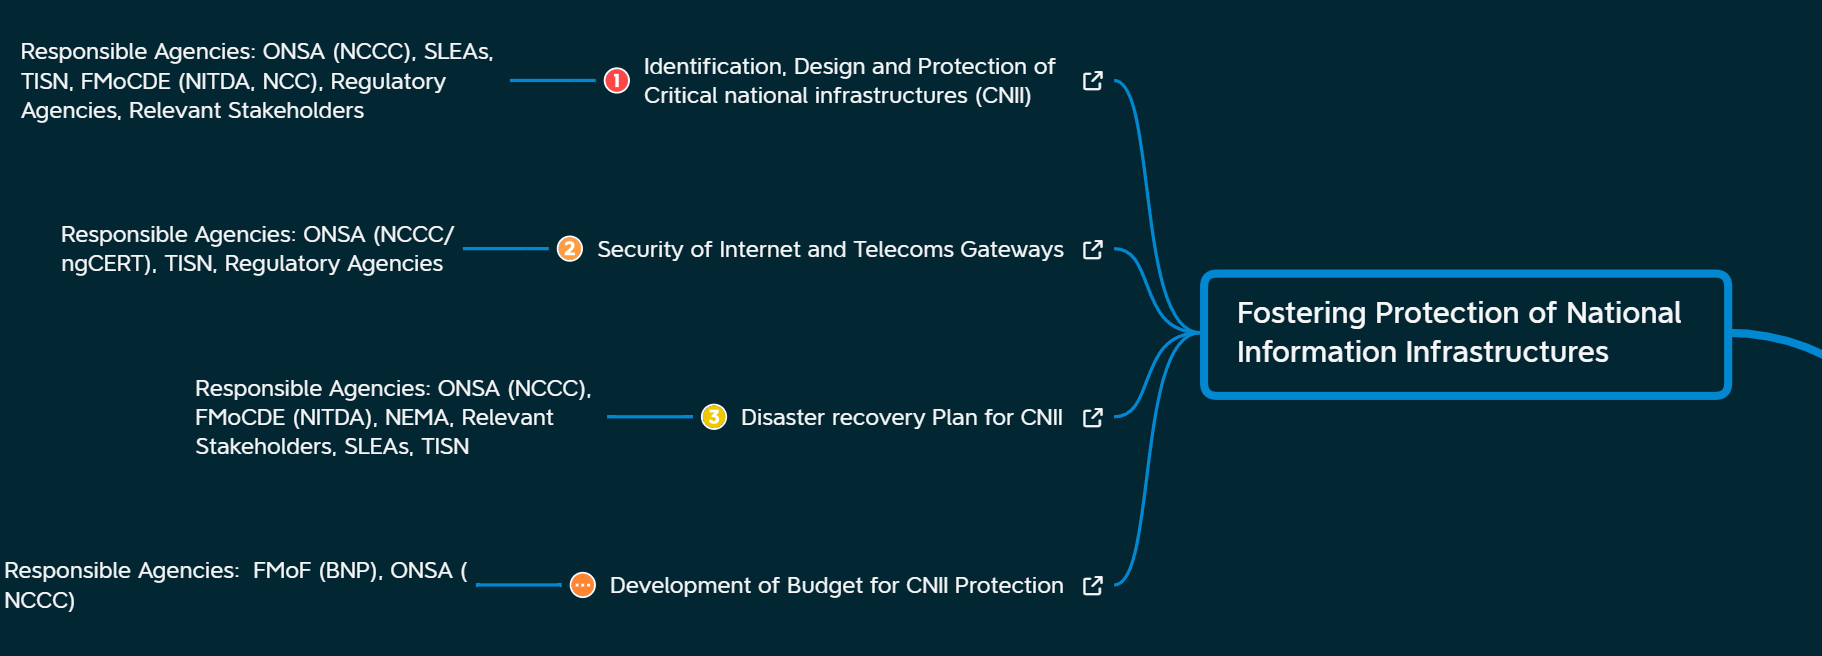 Responsible Agencies: ONSA (NCCC), SLEAs,
TISN, FMoCDE (NITDA, NCC), Regulatory
Agencies, Relevant Stakeholders
1
Identification, Design and Protection of
Critical national infrastructures (CNII)
Responsible Agencies: ONSA (NCCC/
ngCERT), TISN, Regulatory Agencies
2
Security of Internet and Telecoms Gateways
Responsible Agencies: ONSA (NCCC),
FMoCDE (NITDA), NEMA, Relevant
Stakeholders, SLEAs, TISN
3
Disaster recovery Plan for CNII
Responsible Agencies:  FMoF (BNP), ONSA (
NCCC)
...
Development of Budget for CNII Protection
Fostering Protection of National
Information Infrastructures